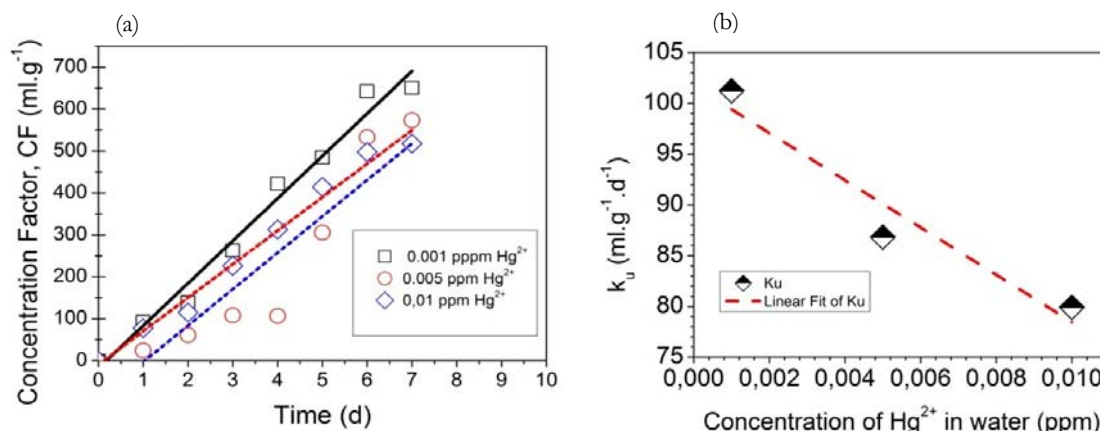 (a)
Concentration Factor, CF (ml.g⁻¹)
700
600
500
400
300
200
100
0
0 1 2 3 4 5 6 7 8 9 10
Time (d)
0.001 pppm Hg²⁺
0.005 ppm Hg²⁺
0,01 ppm Hg²⁺
(b)
kᵤ (ml.g⁻¹.d⁻¹)
105
100
95
90
85
80
75
0,000 0,002 0,004 0,006 0,008 0,010
Concentration of Hg²⁺ in water (ppm)
Ku
Linear Fit of Ku